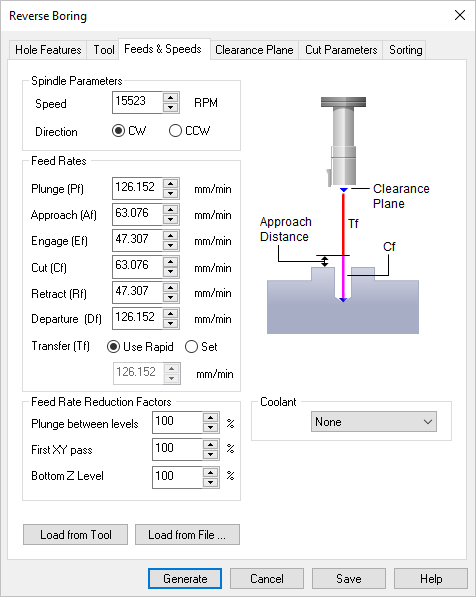 Reverse Boring
Hole Features Tool Feeds & Speeds Clearance Plane Cut Parameters Sorting
Spindle Parameters
Speed 15523 RPM
Direction CW CCW
Feed Rates
Plunge (Pf) 126.152 mm/min
Approach (Af) 63.076 mm/min
Engage (Ef) 47.307 mm/min
Cut (Cf) 63.076 mm/min
Retract (Rf) 47.307 mm/min
Departure (Df) 126.152 mm/min
Transfer (Tf) Use Rapid Set
126.152 mm/min
Clearance
Plane
Tf
Approach
Distance
Cf
Feed Rate Reduction Factors
Plunge between levels 100 %
First XY pass 100 %
Bottom Z Level 100 %
Coolant
None
Load from Tool Load from File ...
Generate Cancel Save Help